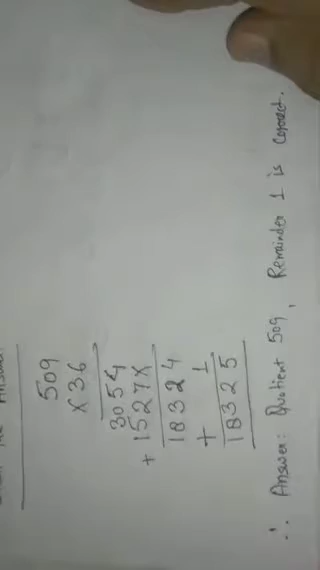 509
x 36
3054
+ 1527x
18324
+ 1
18325
∴ Answer: Quotient 509, Remainder 1 is correct.